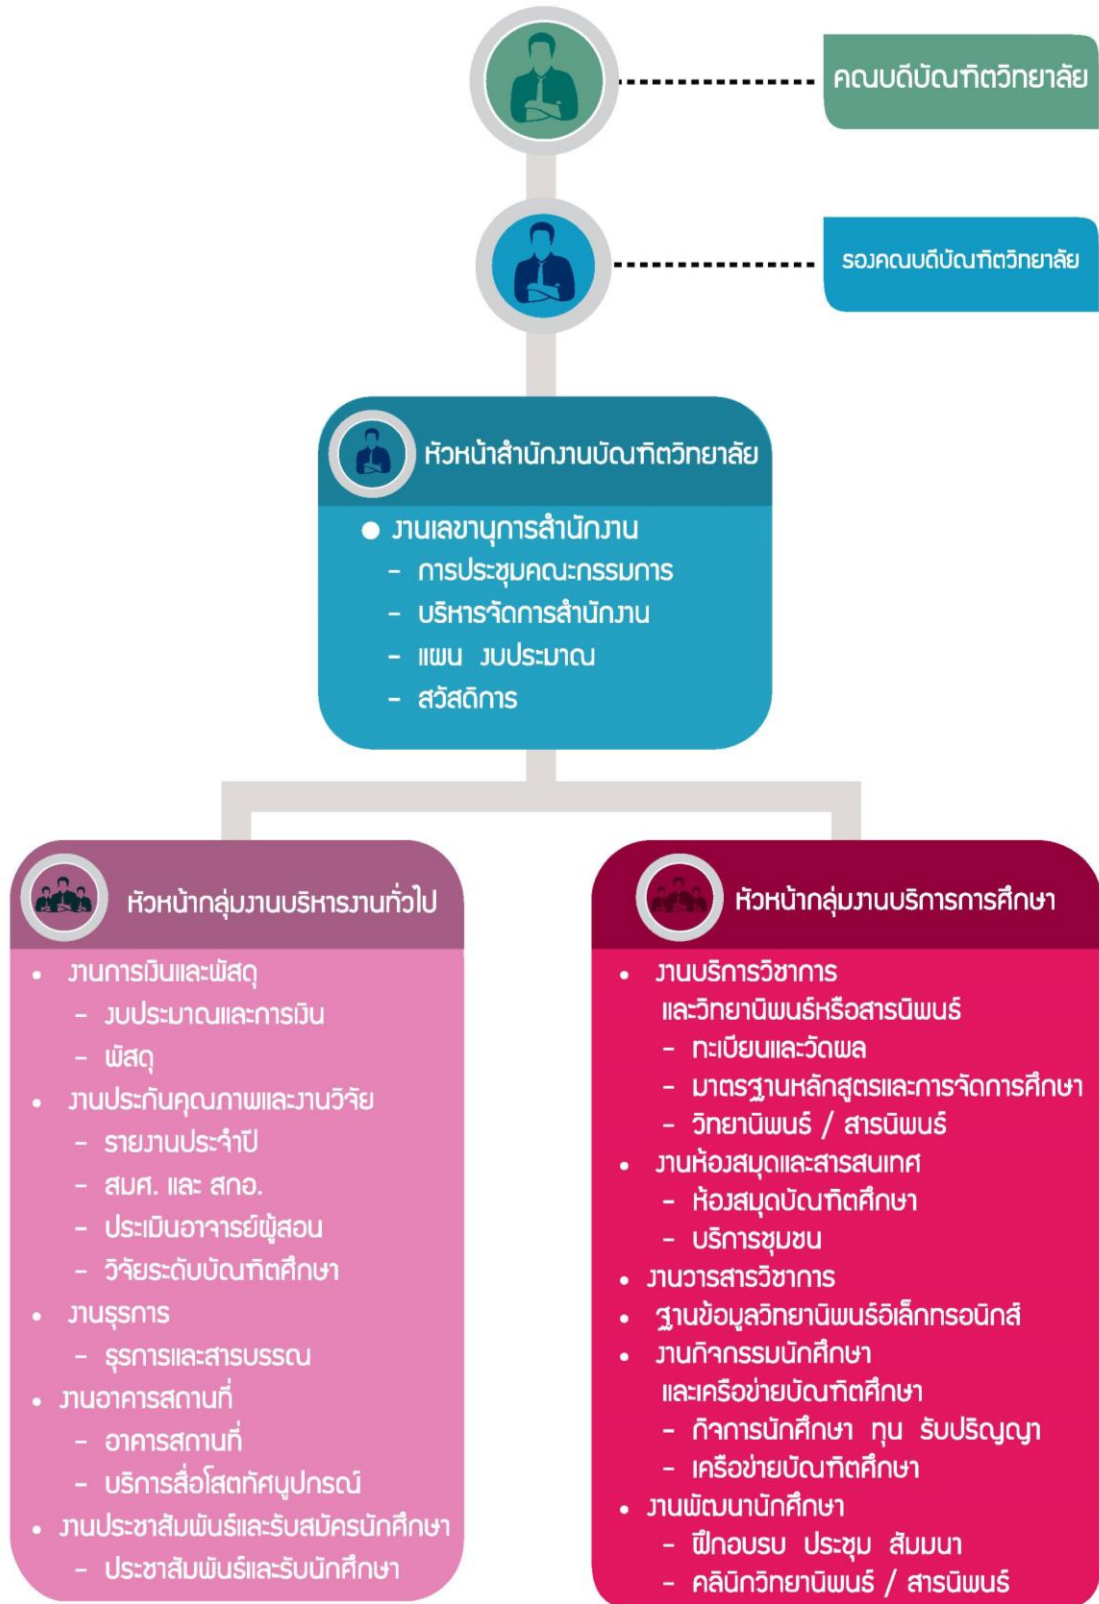 คณบดีบัณฑิตวิทยาลัย
รองคณบดีบัณฑิตวิทยาลัย
หัวหน้าสำนักงานบัณฑิตวิทยาลัย
● งานเลขานุการสำนักงาน
- การประชุมคณะกรรมการ
- บริหารจัดการสำนักงาน
- แผน งบประมาณ
- สวัสดิการ
หัวหน้ากลุ่มงานบริหารงานทั่วไป
• งานการเงินและพัสดุ
- งบประมาณและการเงิน
- พัสดุ
• งานประกันคุณภาพและงานวิจัย
- รายงานประจำปี
- สมศ. และ สกอ.
- ประเมินอาจารย์ผู้สอน
- วิจัยระดับบัณฑิตศึกษา
• งานธุรการ
- ธุรการและสารบรรณ
• งานอาคารสถานที่
- อาคารสถานที่
- บริการสื่อโสตทัศนูปกรณ์
• งานประชาสัมพันธ์และรับสมัครนักศึกษา
- ประชาสัมพันธ์และรับนักศึกษา
หัวหน้ากลุ่มงานบริการการศึกษา
• งานบริการวิชาการ
และวิทยานิพนธ์หรือสารนิพนธ์
- ทะเบียนและวัดผล
- มาตรฐานหลักสูตรและการจัดการศึกษา
- วิทยานิพนธ์ / สารนิพนธ์
• งานห้องสมุดและสารสนเทศ
- ห้องสมุดบัณฑิตศึกษา
- บริการชุมชน
• งานวารสารวิชาการ
• ฐานข้อมูลวิทยานิพนธ์อิเล็กทรอนิกส์
• งานกิจกรรมนักศึกษา
และเครือข่ายบัณฑิตศึกษา
- กิจการนักศึกษา ทุน รับปริญญา
- เครือข่ายบัณฑิตศึกษา
• งานพัฒนานักศึกษา
- ฝึกอบรบ ประชุม สัมมนา
- คลินิกวิทยานิพนธ์ / สารนิพนธ์